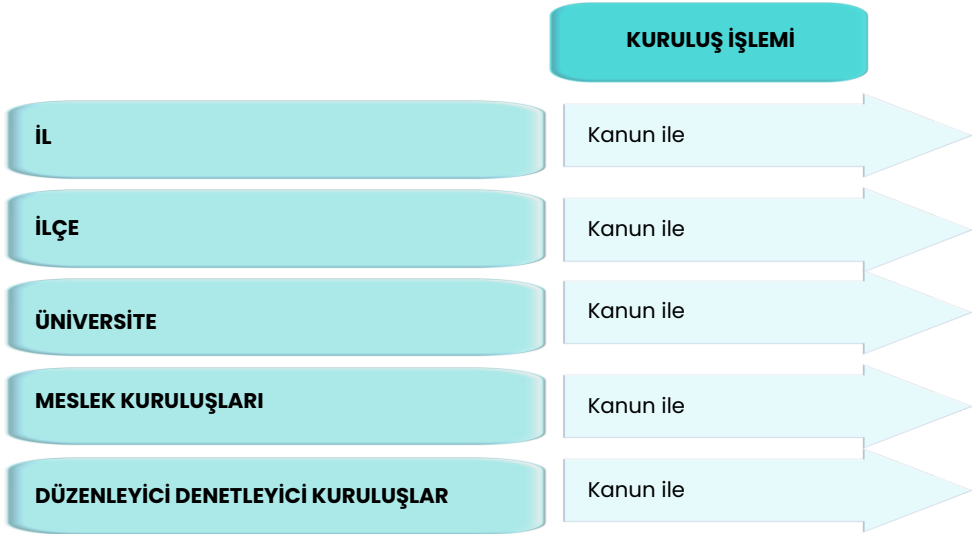 KURULUŞ İŞLEMİ
İL
Kanun ile
İLÇE
Kanun ile
ÜNİVERSİTE
Kanun ile
MESLEK KURULUŞLARI
Kanun ile
DÜZENLEYİCİ DENETLEYİCİ KURULUŞLAR
Kanun ile